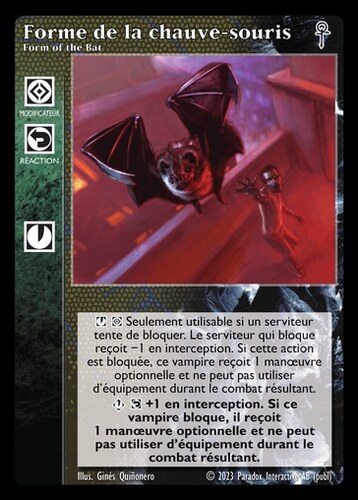 Forme de la chauve-souris
Form of the Bat
MODIFICATEUR
RÉACTION
Seulement utilisable si un serviteur
tente de bloquer. Le serviteur qui bloque
reçoit −1 en interception. Si cette action
est bloquée, ce vampire reçoit 1 manœuvre
optionnelle et ne peut pas utiliser
d'équipement durant le combat résultant.
+1 en interception. Si ce
vampire bloque, il reçoit
1 manœuvre optionnelle et ne peut
pas utiliser d'équipement durant le
combat résultant.
Illus. Ginés Quiñonero
© 2023 Paradox Interactive AB (publ)